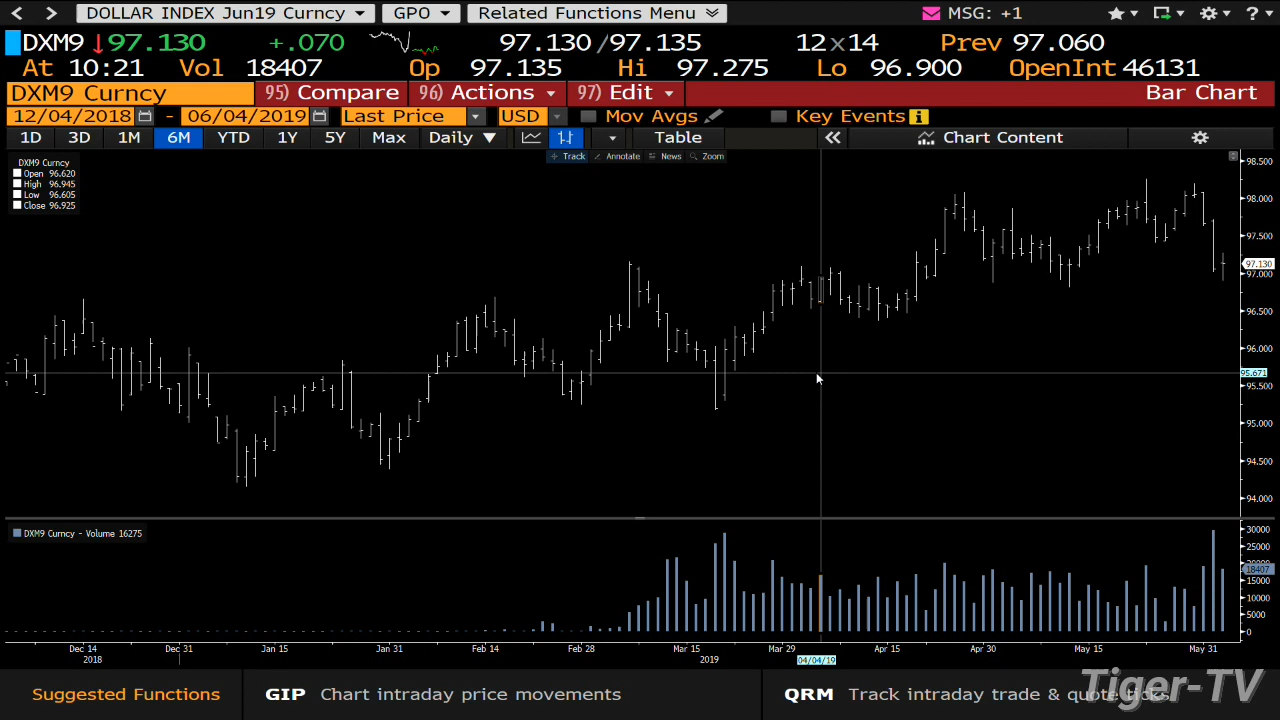 DOLLAR INDEX Jun19 Curncy GPO Related Functions Menu MSG: +1 ?
DXM9 ↓97.130 +.070 97.130/97.135 12x14 Prev 97.060
At 10:21 Vol 18407 Op 97.135 Hi 97.275 Lo 96.900 OpenInt 46131
DXM9 Curncy 95) Compare 96) Actions 97) Edit Bar Chart
12/04/2018 - 06/04/2019 Last Price USD Mov Avgs Key Events i
1D 3D 1M 6M YTD 1Y 5Y Max Daily ▼ Table « Chart Content
Track Annotate News Zoom
DXM9 Curncy
Open 96.620
High 96.945
Low 96.605
Close 96.925
98.500
98.000
97.500
97.130
97.000
96.500
96.000
95.671
95.500
95.000
94.500
94.000
DXM9 Curncy - Volume 16275
30000
25000
18407
15000
10000
5000
0
Dec 14 Dec 31 Jan 15 Jan 31 Feb 14 Feb 28 Mar 15 Mar 29 Apr 15 Apr 30 May 15 May 31
2018 2019 04/04/19
Suggested Functions GIP Chart intraday price movements QRM Track intraday trade & quote ticks
Tiger-TV